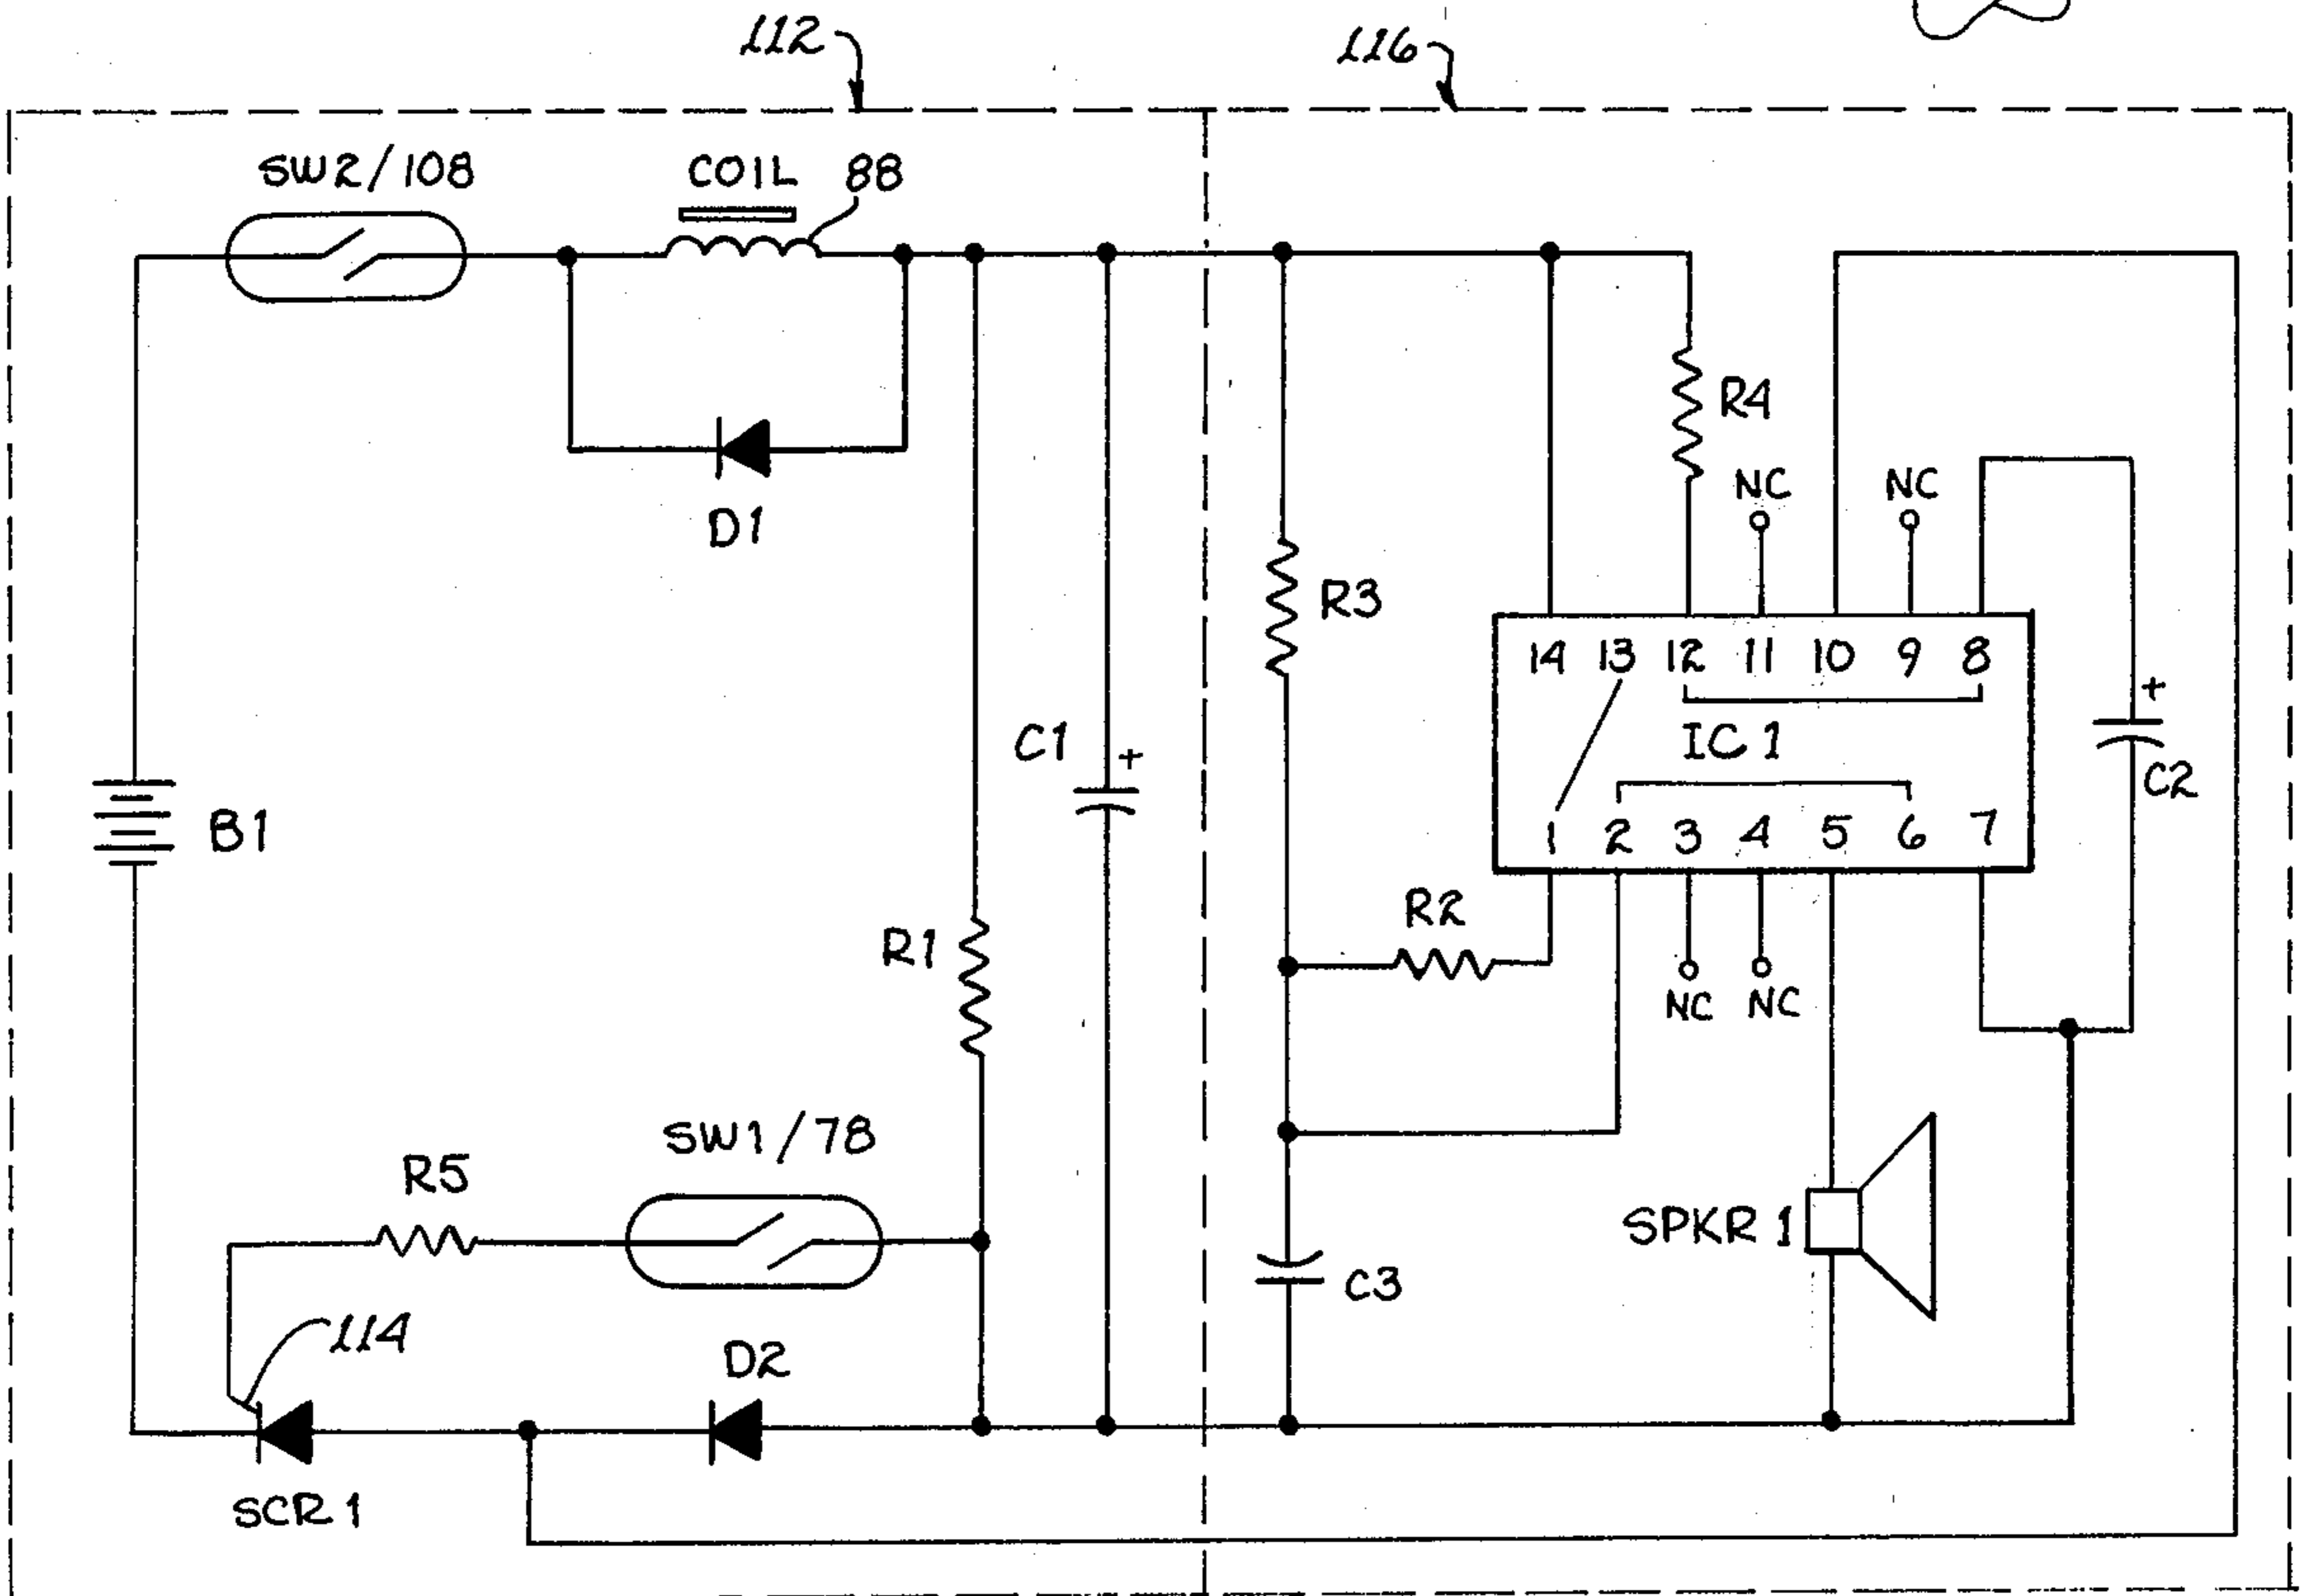 112
116
SW2/108
COIL 88
D1
R4
NC
NC
R3
14 13 12 11 10 9 8
IC 1
1 2 3 4 5 6 7
+
C2
C1 +
B1
R1
R2
NC NC
SW1/78
R5
SPKR 1
C3
114
D2
SCR 1